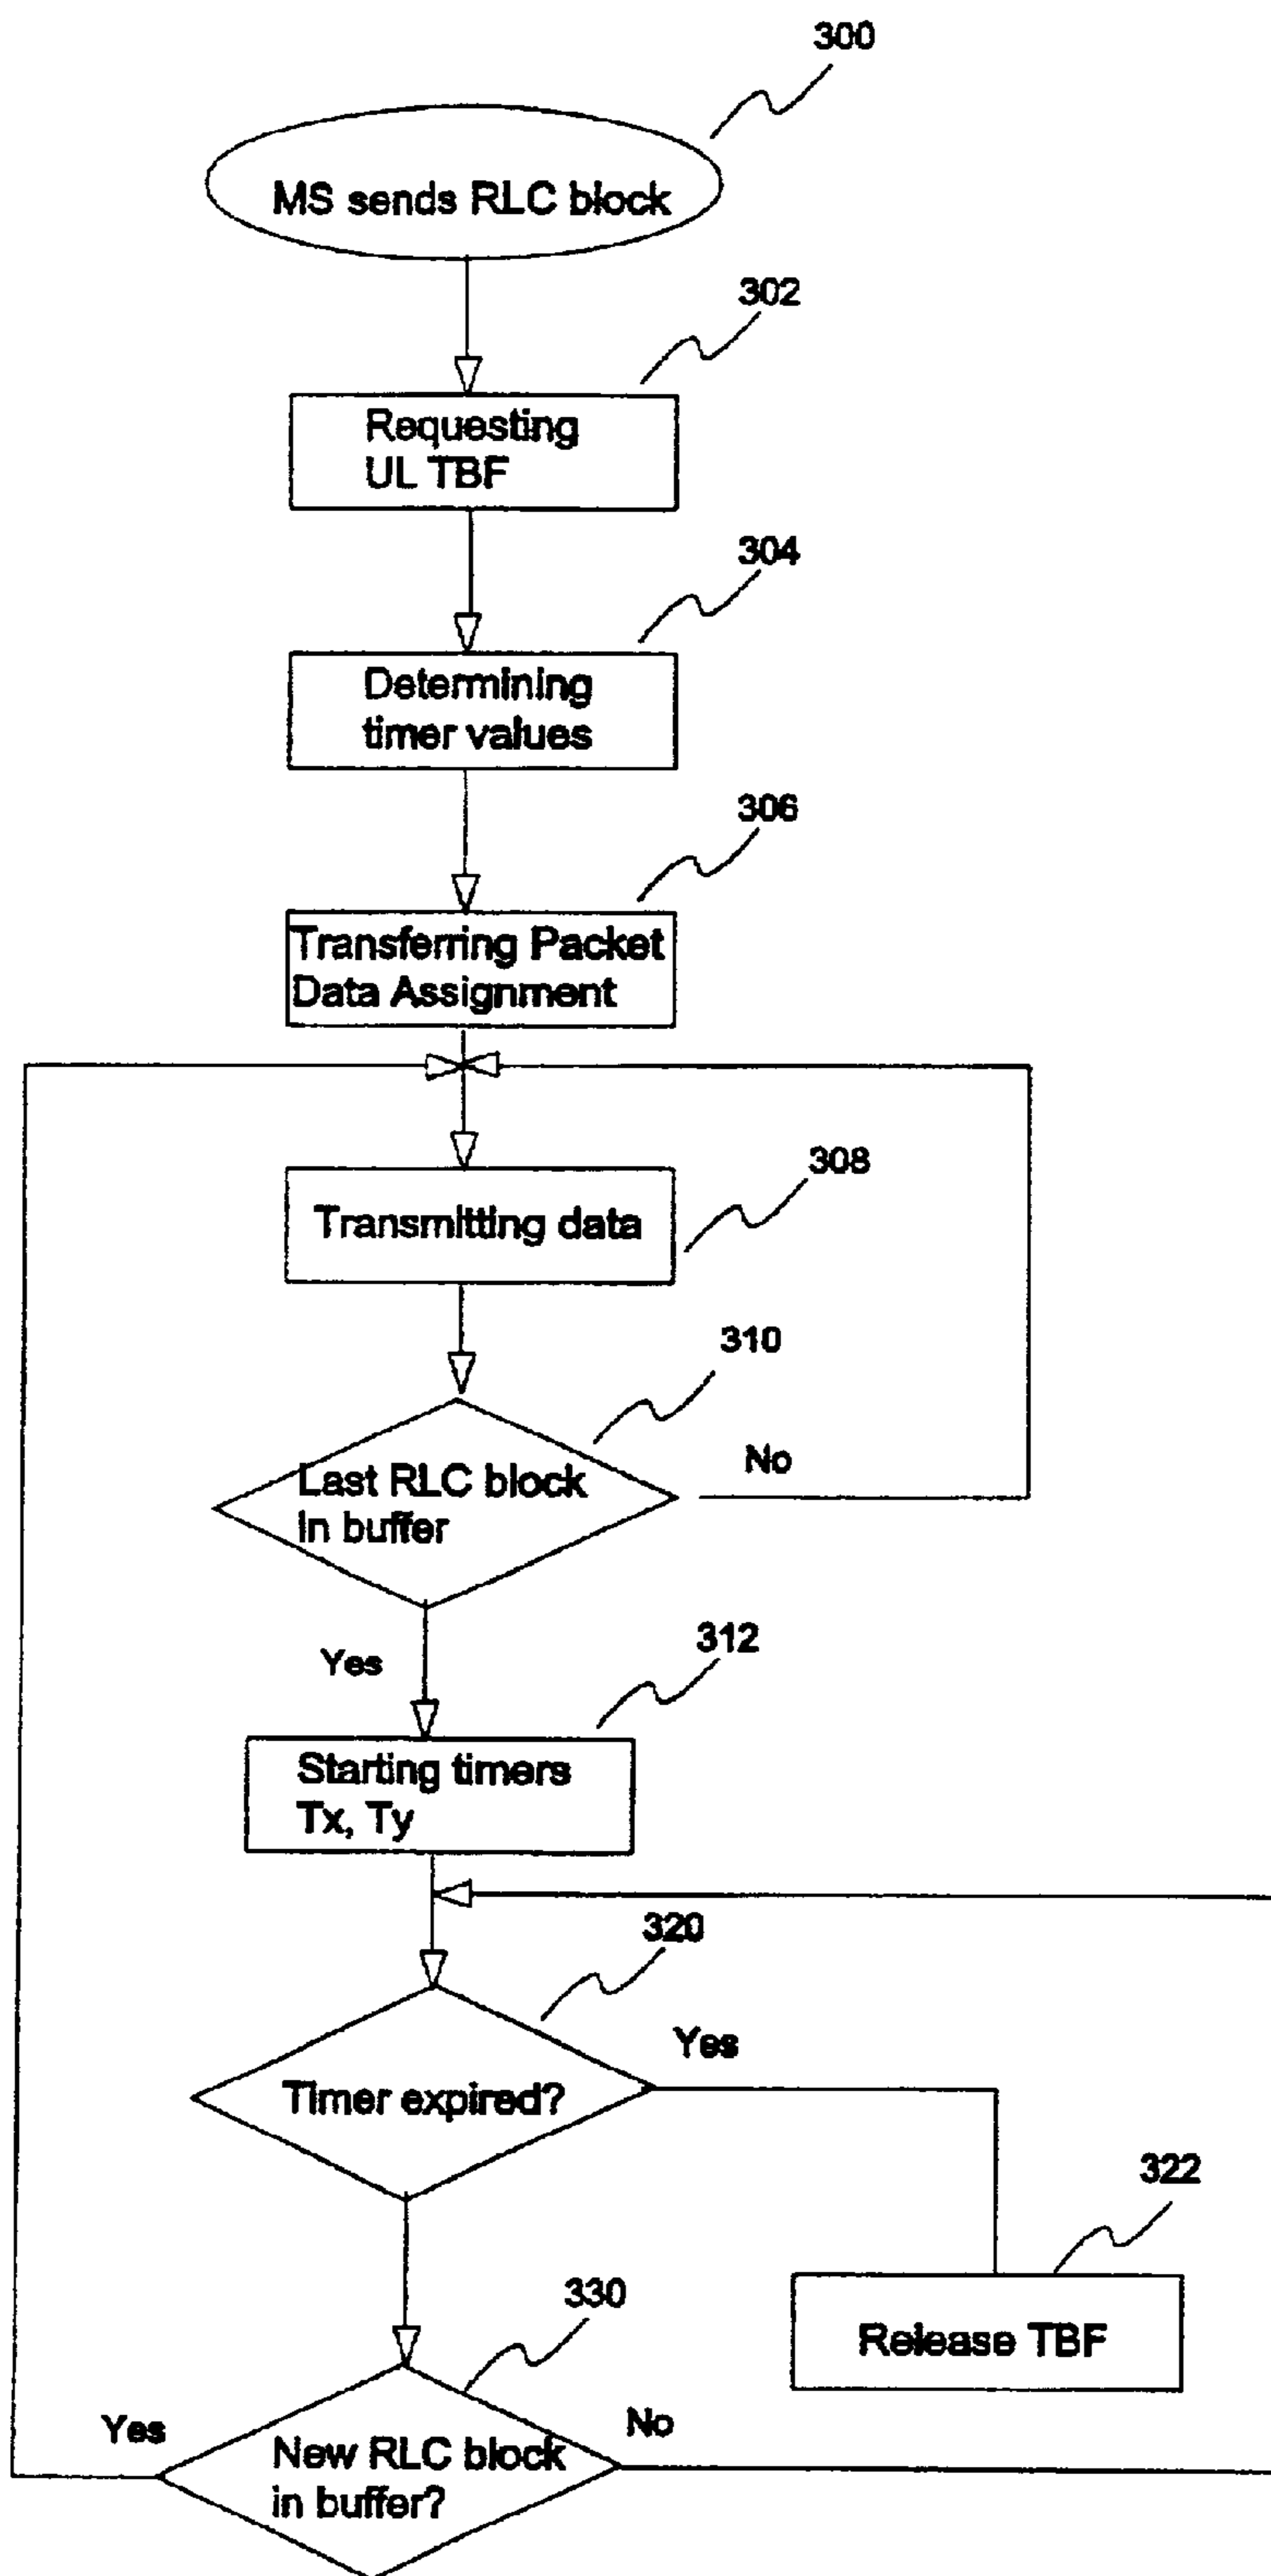 300
MS sends RLC block
302
Requesting
UL TBF
304
Determining
timer values
306
Transferring Packet
Data Assignment
308
Transmitting data
310
Last RLC block
in buffer
No
Yes
312
Starting timers
Tx, Ty
320
Timer expired?
Yes
322
Release TBF
330
New RLC block
in buffer?
Yes
No